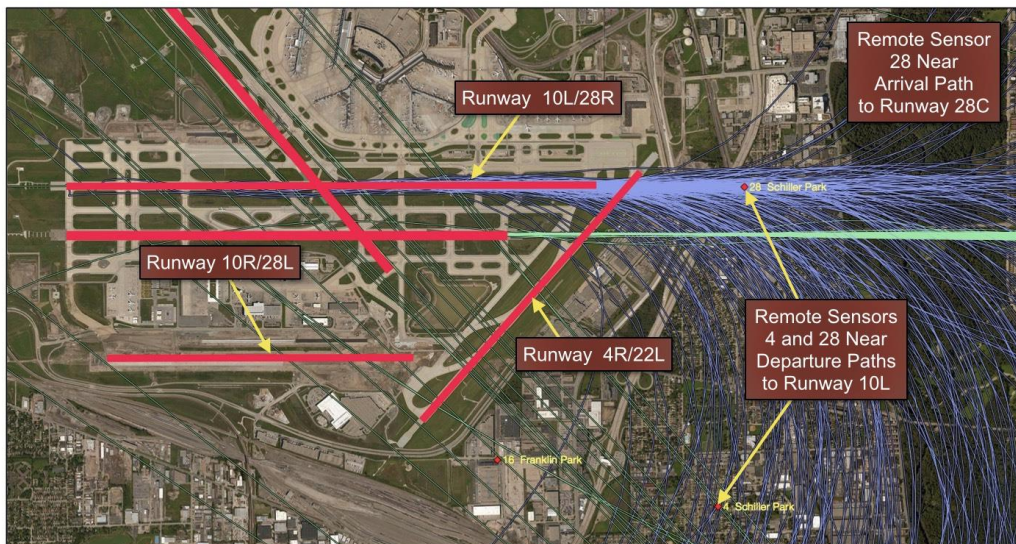 Remote Sensor
28 Near
Arrival Path
to Runway 28C
Runway 10L/28R
28 Schiller Park
Runway 10R/28L
Runway 4R/22L
Remote Sensors
4 and 28 Near
Departure Paths
to Runway 10L
16 Franklin Park
4 Schiller Park